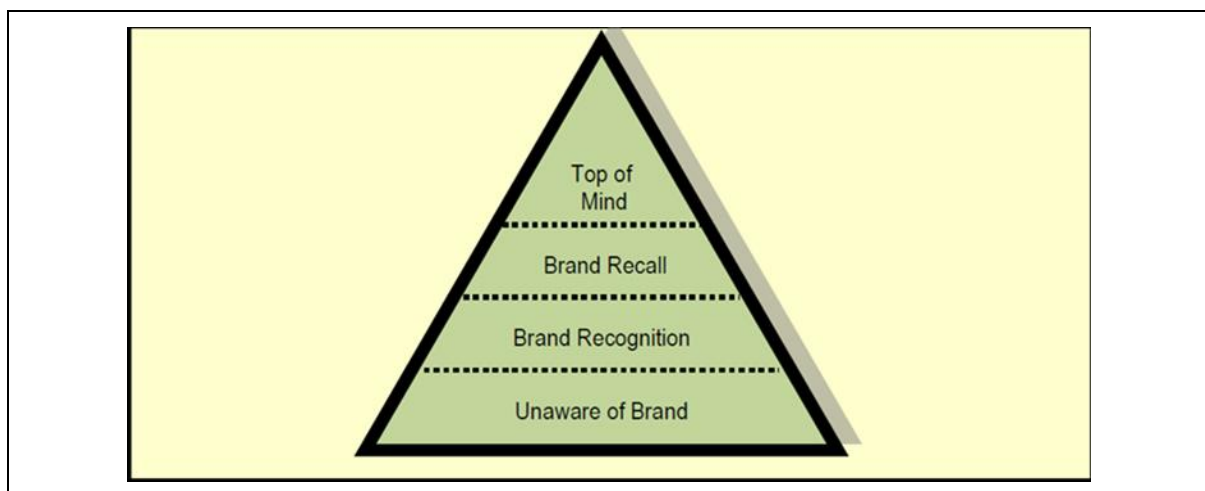 Top of
Mind
Brand Recall
Brand Recognition
Unaware of Brand